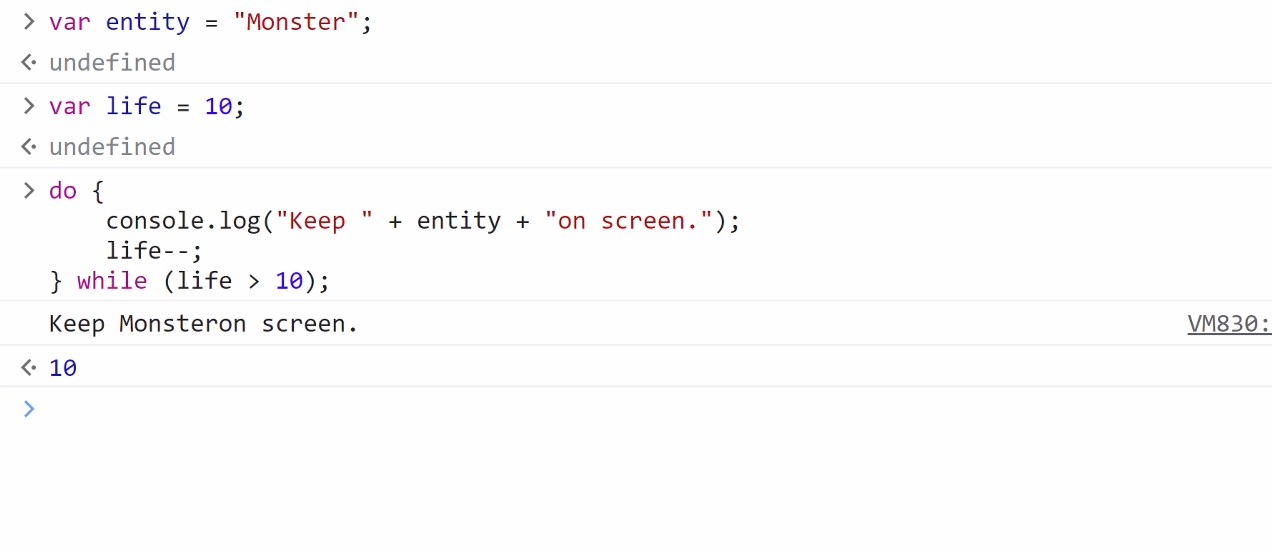 > var entity = "Monster";
<· undefined
> var life = 10;
<· undefined
> do {
    console.log("Keep " + entity + "on screen.");
    life--;
} while (life > 10);
Keep Monsteron screen. VM830:
<· 10
>